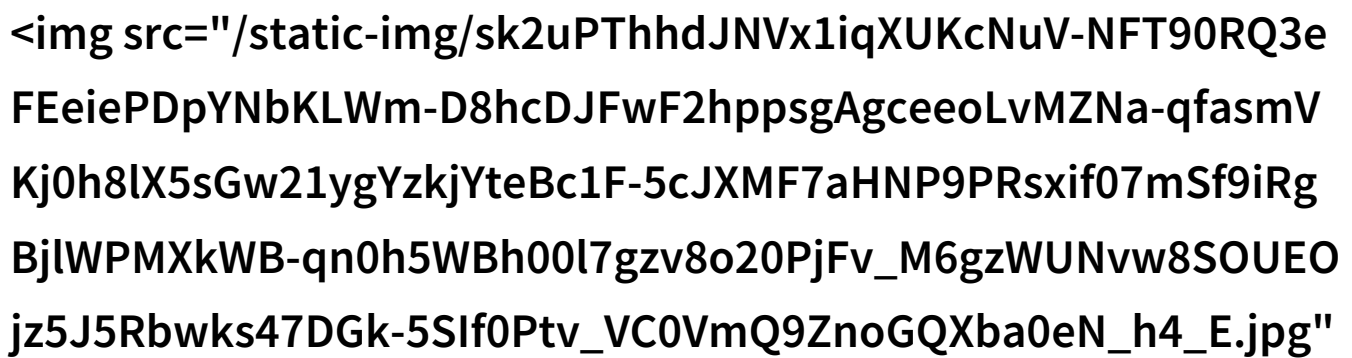 <img src="/static-img/sk2uPThhdJNVx1iqXUKcNuV-NFT90RQ3e
FEeiePDpYNbKLWm-D8hcDJFwF2hppsgAgceeoLvMZNa-qfasmV
Kj0h8lX5sGw21ygYzkjYteBc1F-5cJXMF7aHNP9PRsxif07mSf9iRg
BjlWPMXkWB-qn0h5WBh00l7gzv8o20PjFv_M6gzWUNvw8SOUEO
jz5J5Rbwks47DGk-5SIf0Ptv_VC0VmQ9ZnoGQXba0eN_h4_E.jpg"